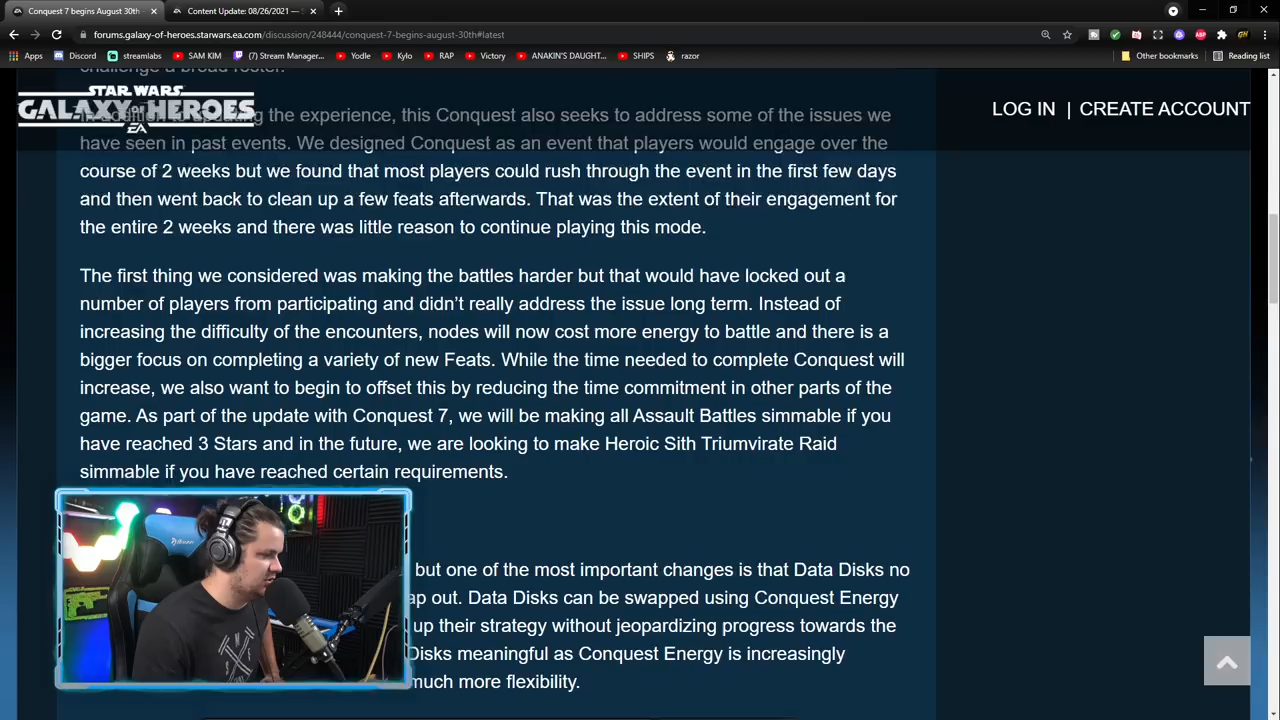 Conquest 7 begins August 30th
Content Update: 08/26/2021 —
forums.galaxy-of-heroes.starwars.ea.com/discussion/248444/conquest-7-begins-august-30th#latest
Apps Discord streamlabs SAM KIM (7) Stream Manager... Yodle Kylo RAP Victory ANAKIN'S DAUGHT... SHIPS razor Other bookmarks Reading list
challenge a broad roster.
STAR WARS
GALAXY OF HEROES
EA
LOG IN | CREATE ACCOUNT
In addition to updating the experience, this Conquest also seeks to address some of the issues we
have seen in past events. We designed Conquest as an event that players would engage over the
course of 2 weeks but we found that most players could rush through the event in the first few days
and then went back to clean up a few feats afterwards. That was the extent of their engagement for
the entire 2 weeks and there was little reason to continue playing this mode.
The first thing we considered was making the battles harder but that would have locked out a
number of players from participating and didn't really address the issue long term. Instead of
increasing the difficulty of the encounters, nodes will now cost more energy to battle and there is a
bigger focus on completing a variety of new Feats. While the time needed to complete Conquest will
increase, we also want to begin to offset this by reducing the time commitment in other parts of the
game. As part of the update with Conquest 7, we will be making all Assault Battles simmable if you
have reached 3 Stars and in the future, we are looking to make Heroic Sith Triumvirate Raid
simmable if you have reached certain requirements.
but one of the most important changes is that Data Disks no
ap out. Data Disks can be swapped using Conquest Energy
up their strategy without jeopardizing progress towards the
Disks meaningful as Conquest Energy is increasingly
much more flexibility.